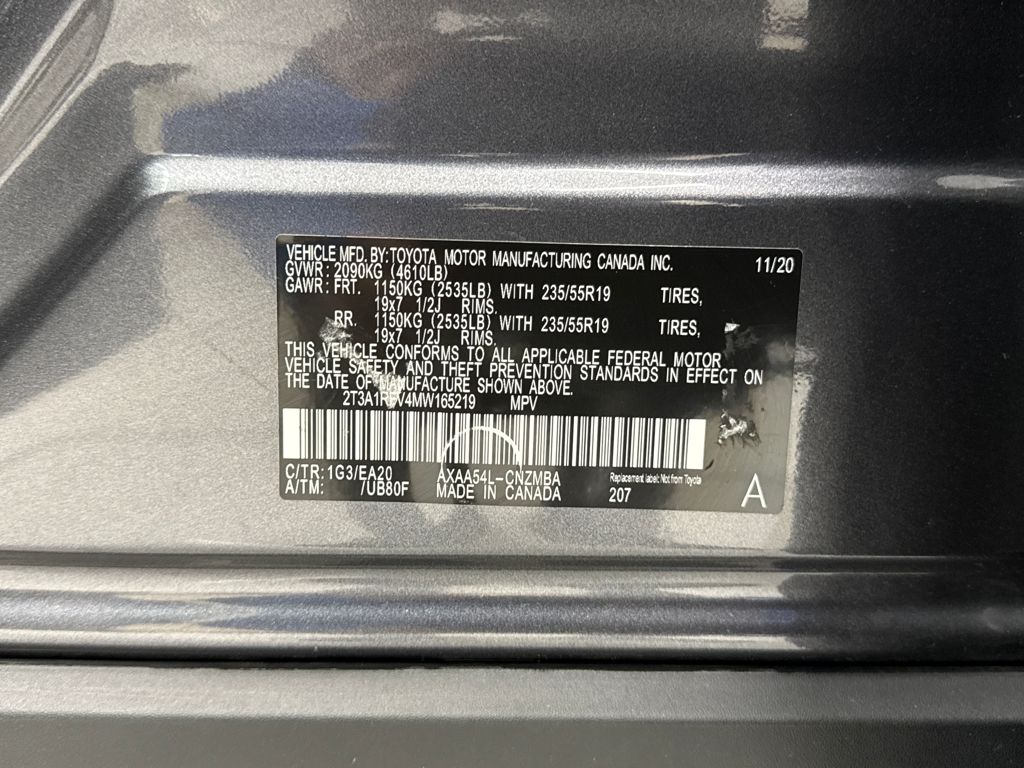 VEHICLE MFD. BY: TOYOTA MOTOR MANUFACTURING CANADA INC. 11/20
GVWR: 2090KG (4610LB)
GAWR: FRT. 1150KG (2535LB) WITH 235/55R19 TIRES,
19x7 1/2J RIMS.
RR. 1150KG (2535LB) WITH 235/55R19 TIRES,
19x7 1/2J RIMS.
THIS VEHICLE CONFORMS TO ALL APPLICABLE FEDERAL MOTOR
VEHICLE SAFETY AND THEFT PREVENTION STANDARDS IN EFFECT ON
THE DATE OF MANUFACTURE SHOWN ABOVE.
MPV
C/TR: 1G3/EA20 AXAA54L-CNZMBA Replacement label: Not from Toyota
A/TM: /UB80F MADE IN CANADA 207 A